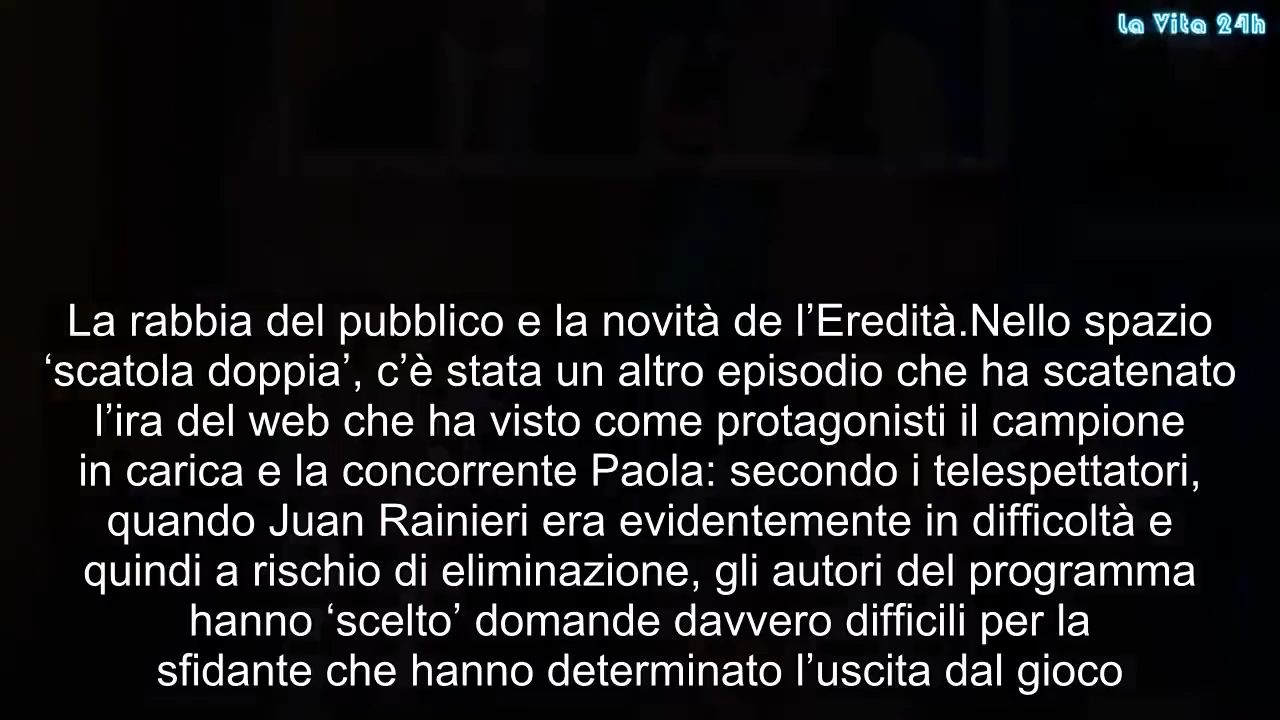 La Vita 24h
La rabbia del pubblico e la novità de l’Eredità.Nello spazio
‘scatola doppia’, c’è stata un altro episodio che ha scatenato
l’ira del web che ha visto come protagonisti il campione
in carica e la concorrente Paola: secondo i telespettatori,
quando Juan Rainieri era evidentemente in difficoltà e
quindi a rischio di eliminazione, gli autori del programma
hanno ‘scelto’ domande davvero difficili per la
sfidante che hanno determinato l’uscita dal gioco